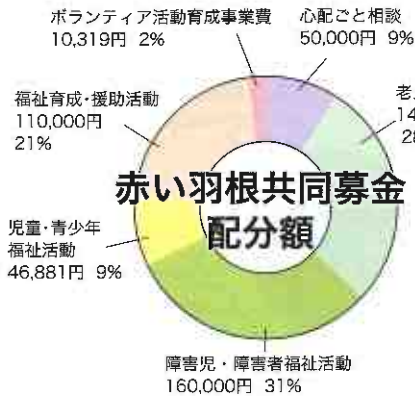 ボランティア活動育成事業費
10,319円 2%
心配ごと相談
50,000円 9%
老
14
28
福祉育成・援助活動
110,000円
21%
赤い羽根共同募金
配分額
児童・青少年
福祉活動
46,881円 9%
障害児・障害者福祉活動
160,000円 31%